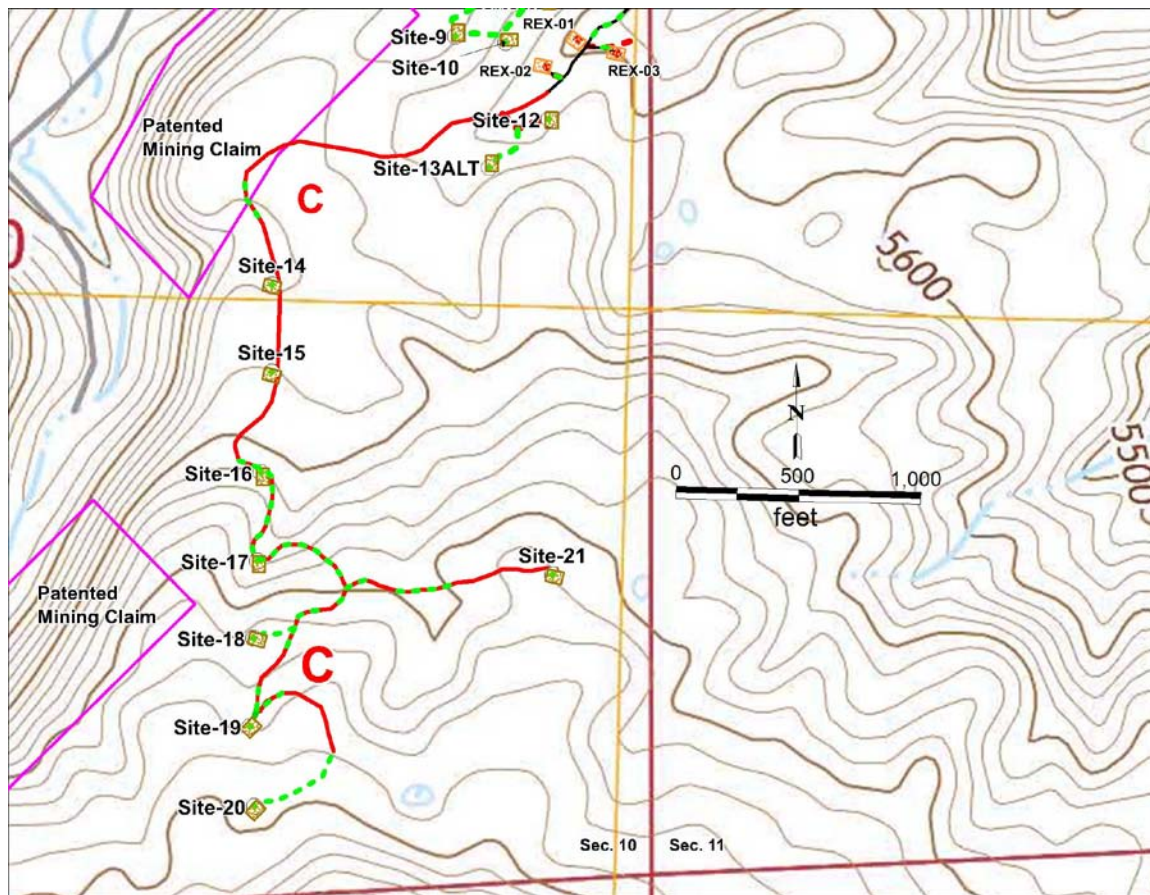 REX-01
Site-9
Site-10
REX-02
REX-03
Patented
Mining Claim
Site-12
Site-13ALT
C
Site-14
5600
Site-15
N
0 500 1,000
feet
Site-16
5500
Site-17
Site-21
Patented
Mining Claim
Site-18
C
Site-19
Site-20
Sec. 10 Sec. 11